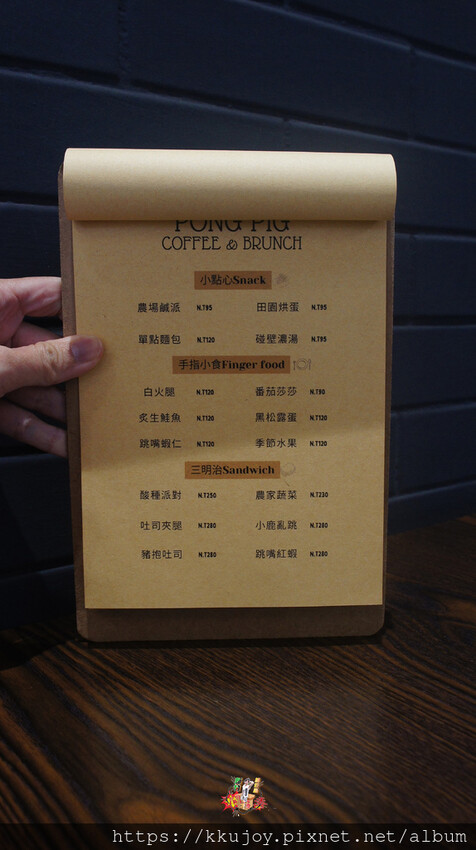 PONG PIG
COFFEE & BRUNCH
小點心Snack
農場鹹派 N.T95 田園烘蛋 N.T95
單點麵包 N.T120 碰壁濃湯 N.T95
手指小食Finger food
白火腿 N.T120 番茄莎莎 N.T90
炙生鮭魚 N.T120 黑松露蛋 N.T120
跳嘴蝦仁 N.T120 季節水果 N.T120
三明治Sandwich
酸種派對 N.T250 農家蔬菜 N.T230
吐司夾腿 N.T280 小鹿亂跳 N.T280
豬抱吐司 N.T280 跳嘴紅蝦 N.T280
https://kkujoy.pixnet.net/album